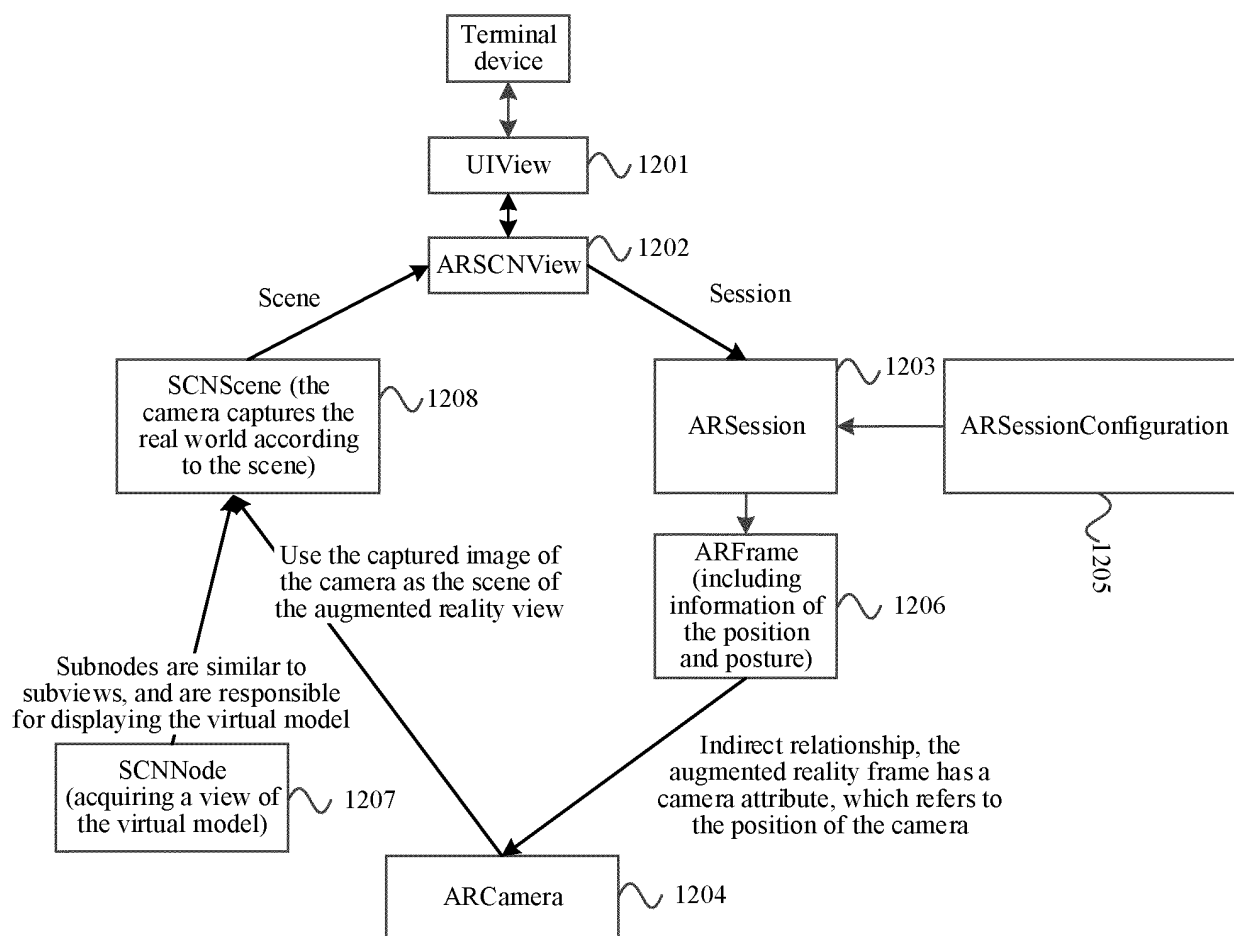 Terminal
device
UIView
1201
1202
ARSCNView
Scene
Session
SCNScene (the
camera captures the
real world according
to the scene)
1208
1203
ARSession
ARSessionConfiguration
1205
Use the captured image of
the camera as the scene of
the augmented reality view
ARFrame
(including
information of
the position
and posture)
1206
Subnodes are similar to
subviews, and are responsible
for displaying the virtual model
SCNNode
(acquiring a view of
the virtual model)
1207
Indirect relationship, the
augmented reality frame has a
camera attribute, which refers to
the position of the camera
ARCamera
1204